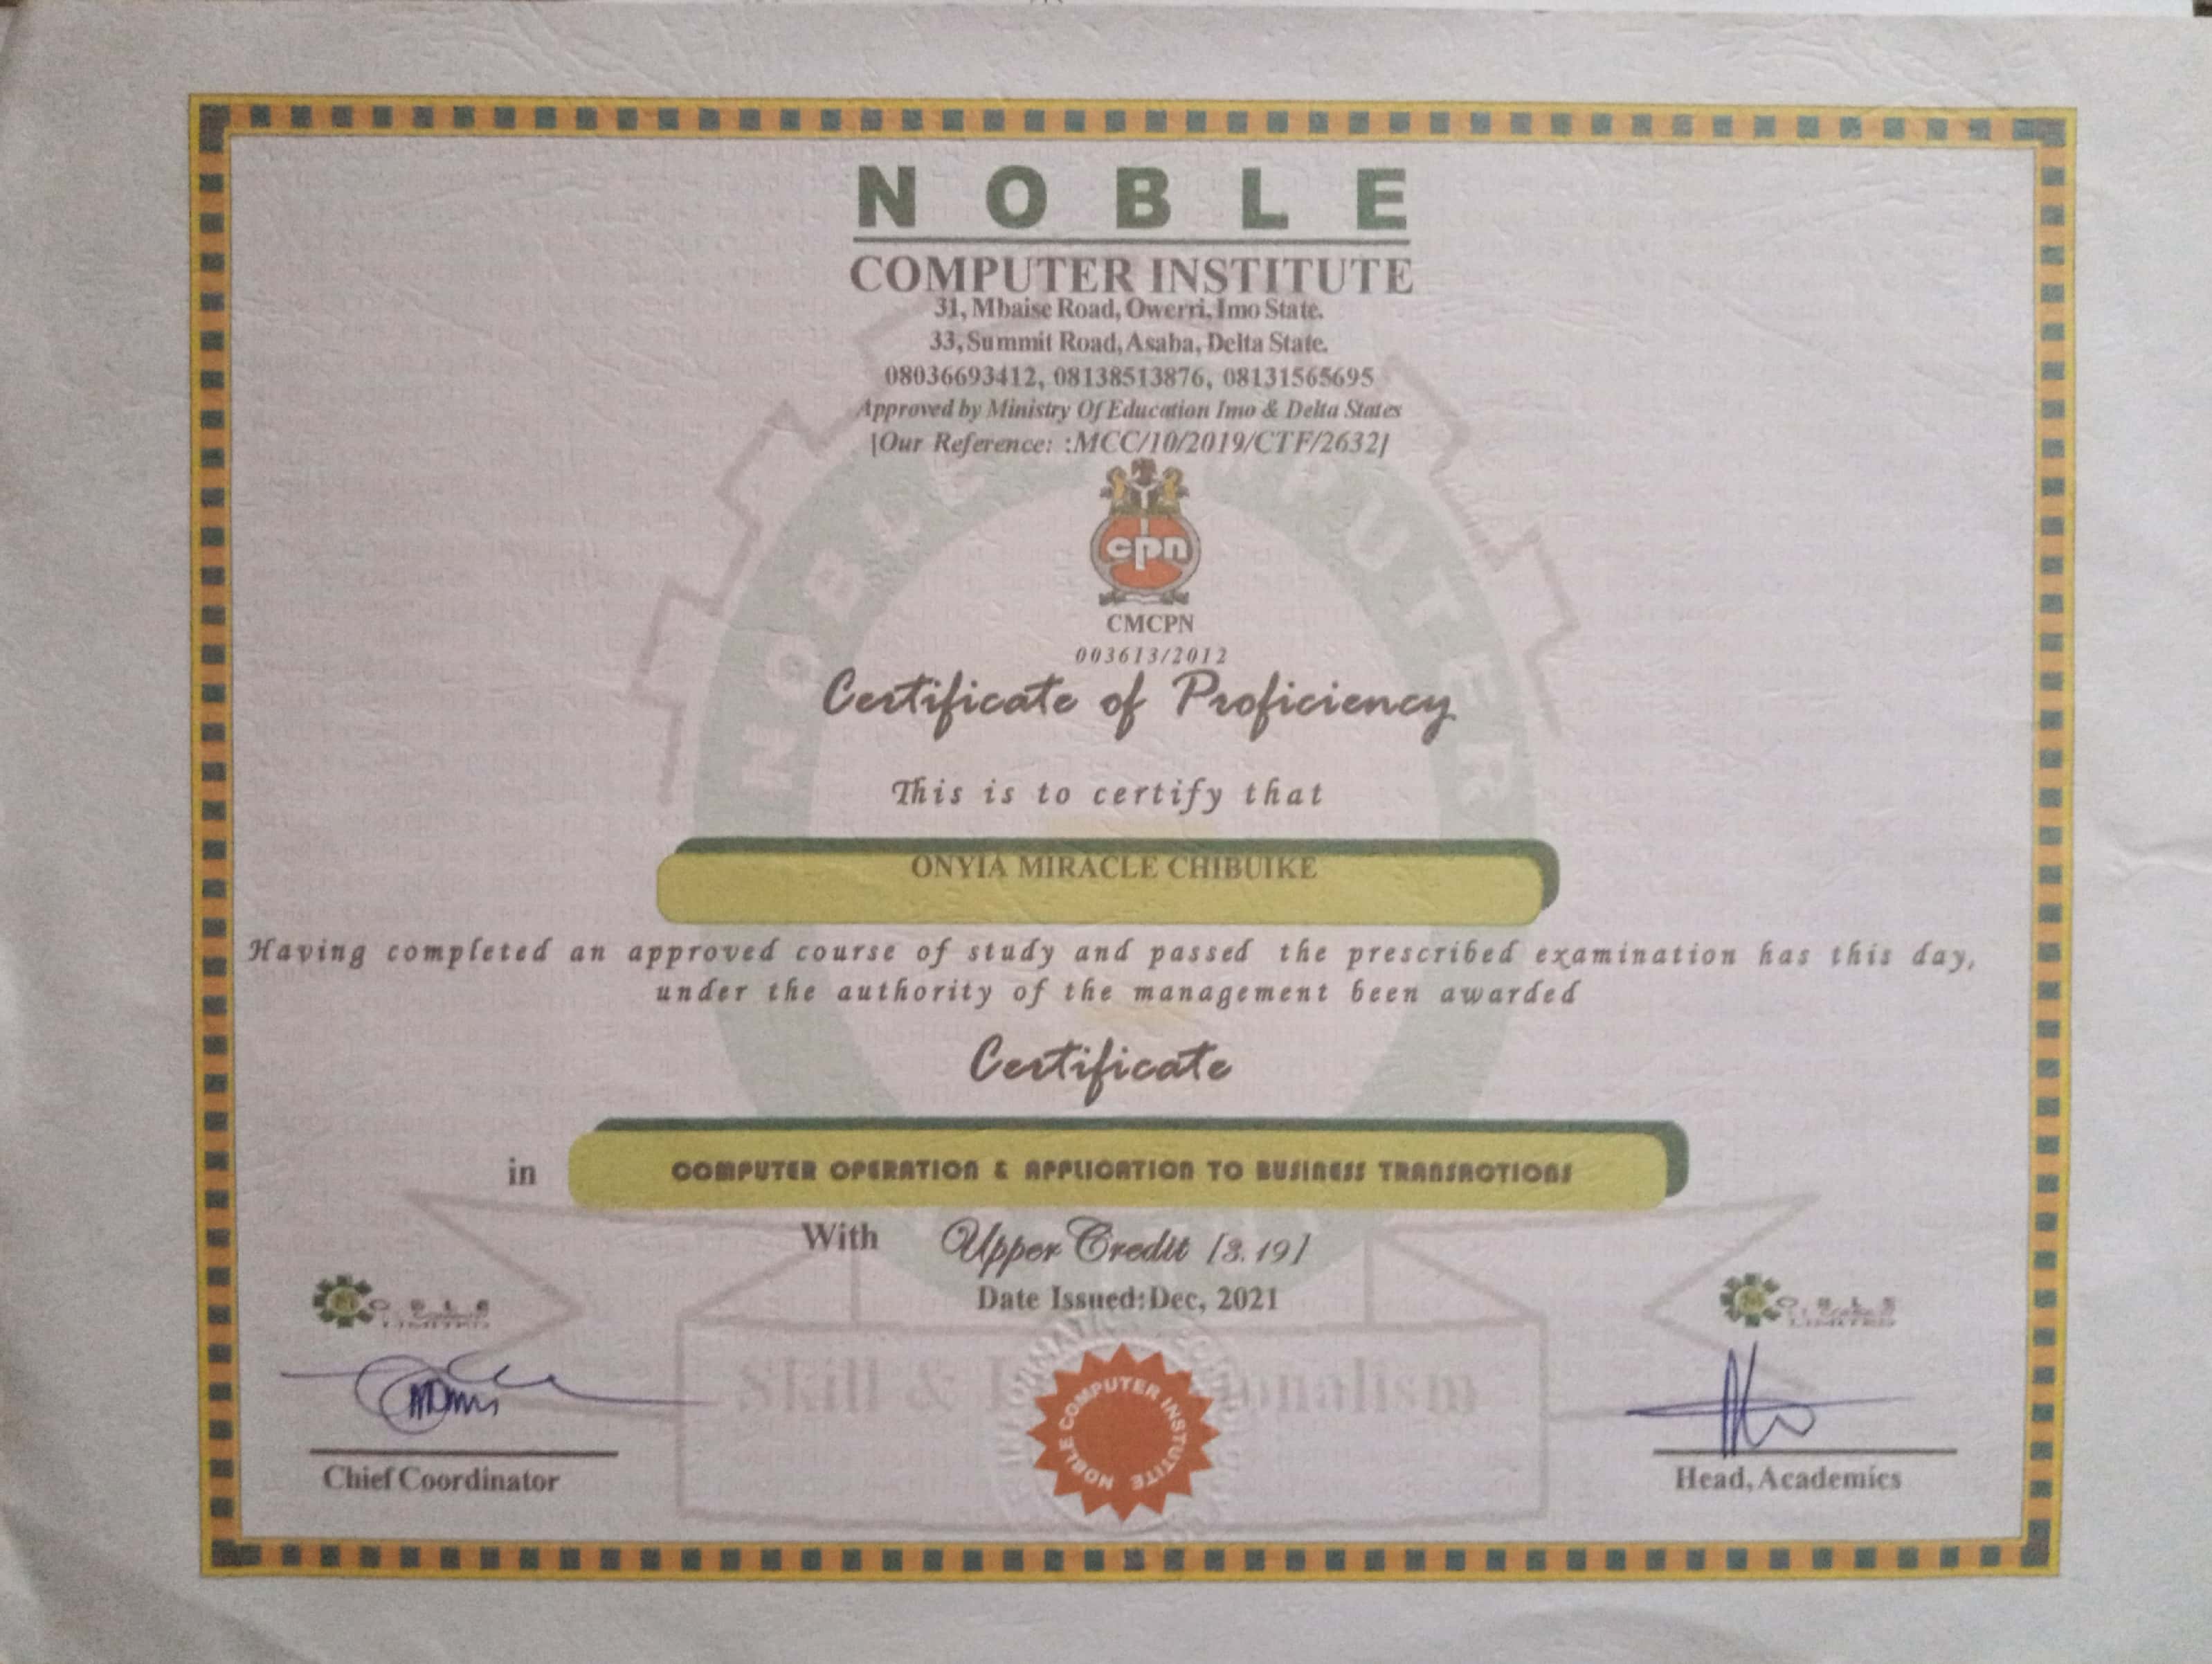 NOBLE
COMPUTER INSTITUTE
31, Mbaise Road, Owerri, Imo State.
33, Summit Road, Asaba, Delta State.
08036693412, 08138513876, 08131565695
Approved by Ministry Of Education Imo & Delta States
[Our Reference: :MCC/10/2019/CTF/2632]
cpn
CMCPN
003613/2012
Certificate of Proficiency
This is to certify that
ONYIA MIRACLE CHIBUIKE
Having completed an approved course of study and passed the prescribed examination has this day,
under the authority of the management been awarded
Certificate
in COMPUTER OPERATION & APPLICATION TO BUSINESS TRANSACTIONS
With Upper Credit [3.19]
Date Issued: Dec, 2021
NOBLE COMPUTER
Skill &
NOBLE COMPUTER INSTUTITE
LIMITED
LIMITED
Chief Coordinator
Head, Academics